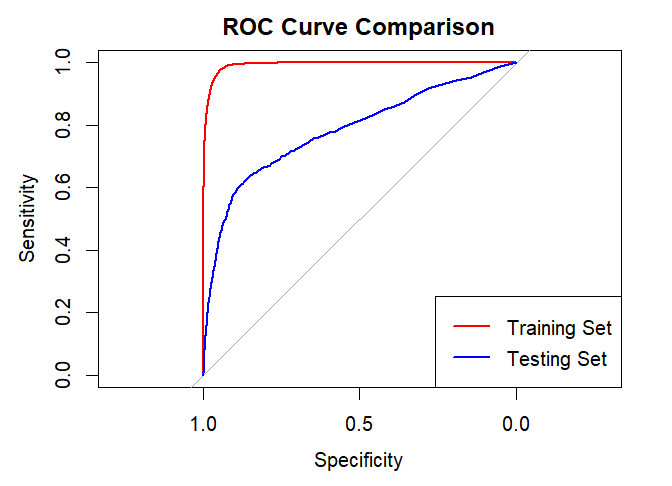 ROC Curve Comparison
Sensitivity
1.0
0.8
0.6
0.4
0.2
0.0
Training Set
Testing Set
1.0 0.5 0.0
Specificity